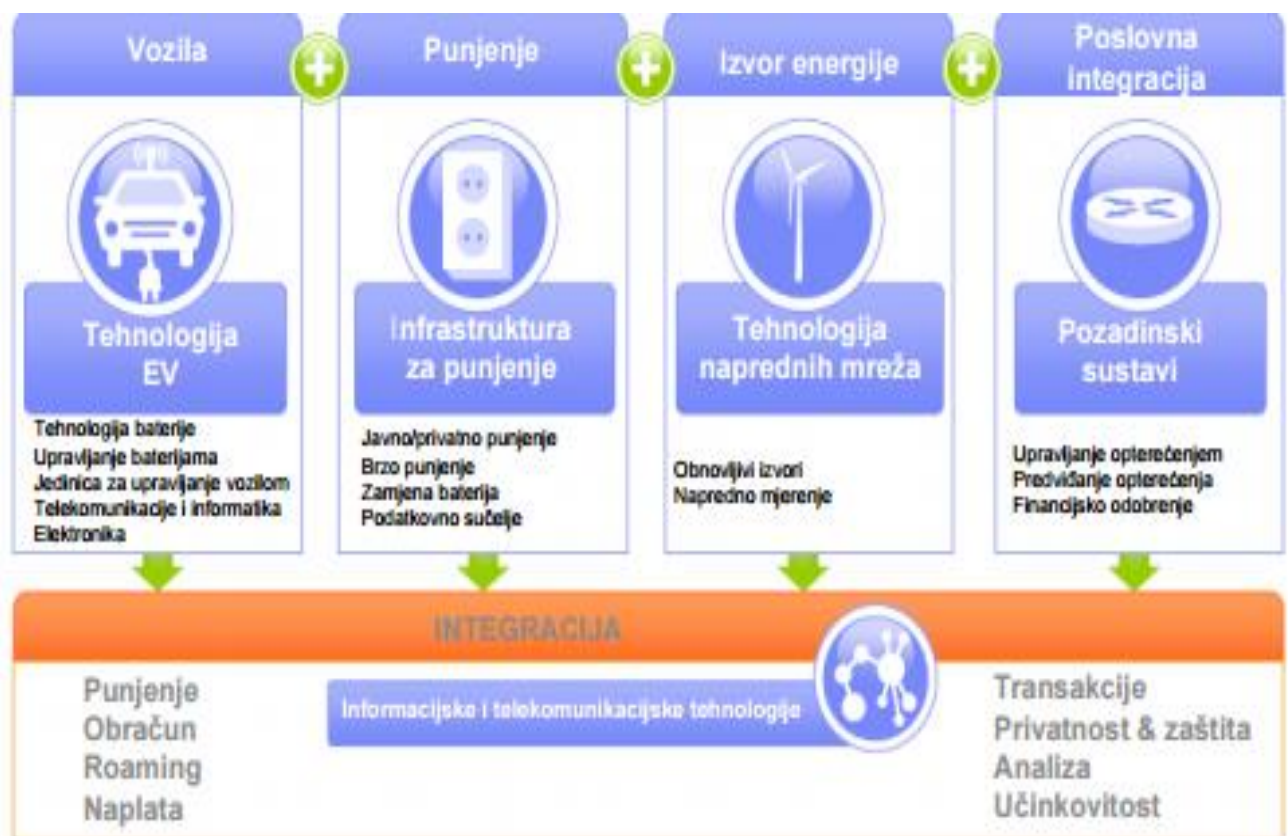 Vozila
Tehnologija
EV
Tehnologija baterije
Upravljanje baterijama
Jedinica za upravljanje vozilom
Telekomunikacije i informatika
Elektronika
Punjenje
Infrastruktura
za punjenje
Javno/privatno punjenje
Brzo punjenje
Zamjena baterija
Podatkovno sučelje
Izvor energije
Tehnologija
naprednih mreža
Obnovljivi izvori
Napredno mjerenje
Poslovna
integracija
Pozadinski
sustavi
Upravljanje opterećenjem
Predviđanje opterećenja
Financijsko odobrenje
INTEGRACIJA
Punjenje
Obračun
Roaming
Naplata
Informacijske i telekomunikacijske tehnologije
Transakcije
Privatnost & zaštita
Analiza
Učinkovitost